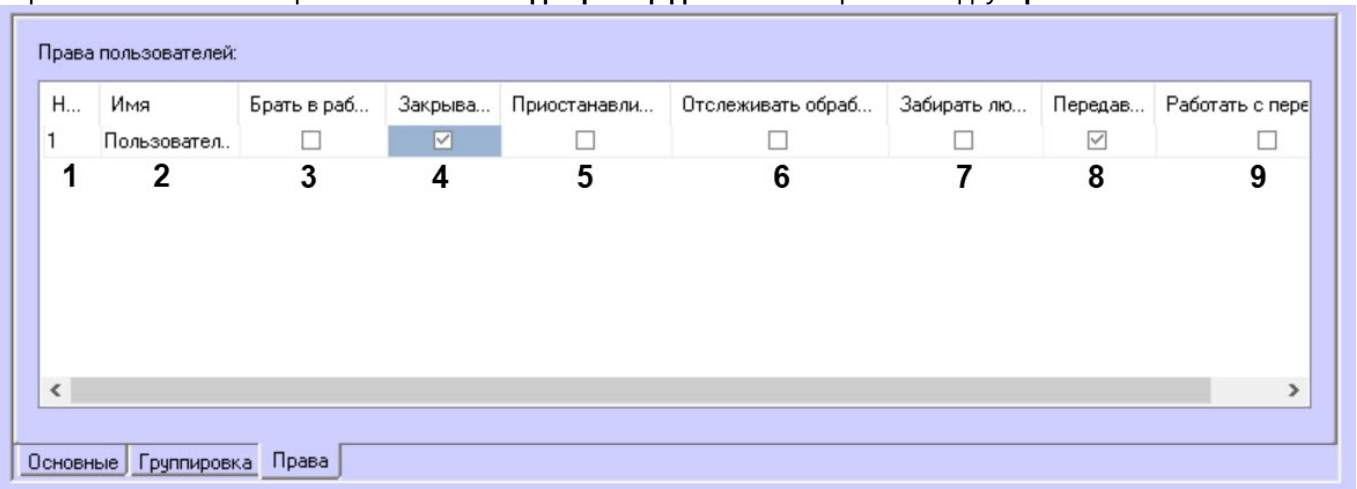 Права пользователей:
Н... Имя Брать в раб... Закрыва... Приостанавли... Отслеживать обраб... Забирать лю... Передав... Работать с пере
1 Пользовател..
1 2 3 4 5 6 7 8 9
Основные Группировка Права